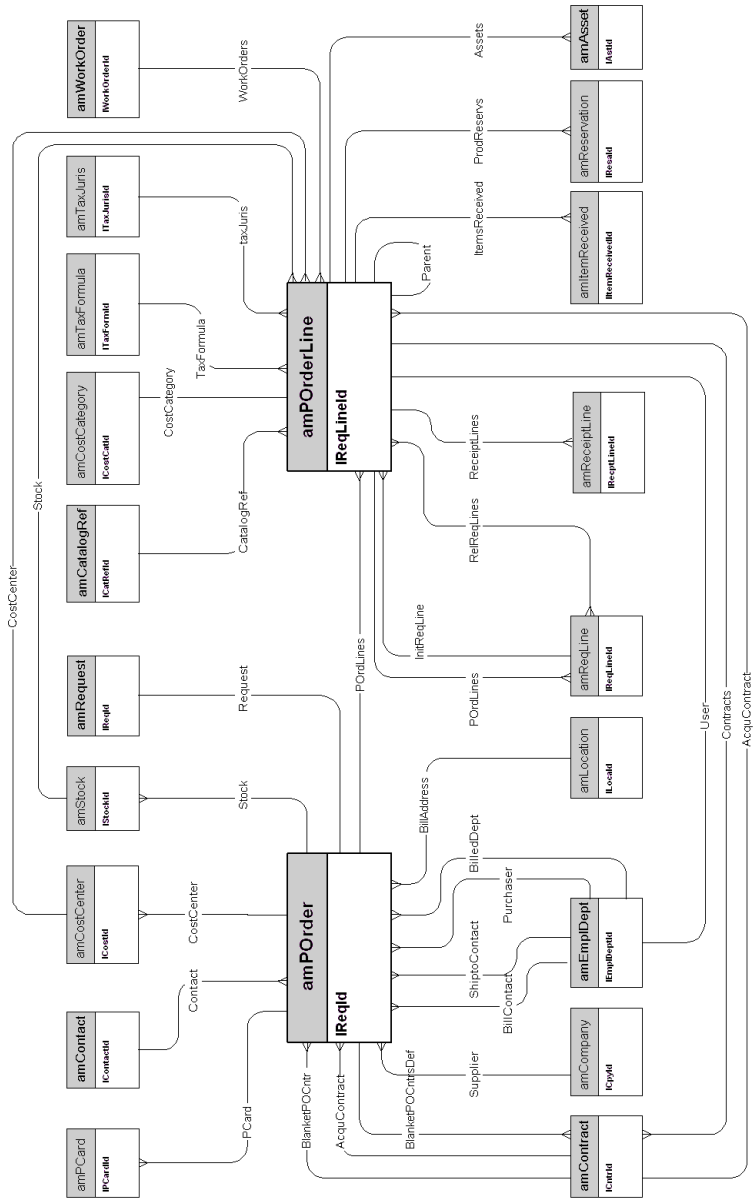 CostCenter
Stock
amPCard
lPCardId
amContact
lContactId
amCostCenter
lCostId
amStock
lStockId
amRequest
lReqId
amCatalogRef
lCatRefId
amCostCategory
lCostCatId
amTaxFormula
lTaxFormId
amTaxJuris
lTaxJurisId
amWorkOrder
lWorkOrderId
PCard
Contact
CostCenter
Stock
Request
CatalogRef
CostCategory
TaxFormula
taxJuris
WorkOrders
BlanketPOCntr
AcquContract
BlanketPOCntrsDef
amPOrder
lReqId
POrdLines
amPOrderLine
lReqLineId
Supplier
BillContact
ShiptoContact
Purchaser
BilledDept
BillAddress
POrdLines
InitReqLine
RelReqLines
ReceiptLines
Parent
ItemsReceived
ProdReservs
Assets
amContract
lCntrId
amCompany
lCpyId
amEmplDept
lEmplDeptId
amLocation
lLocaId
amReqLine
lReqLineId
amReceiptLine
lRecptLineId
amItemReceived
lItemReceivedId
amReservation
lResaId
amAsset
lAstId
User
Contracts
AcquContract